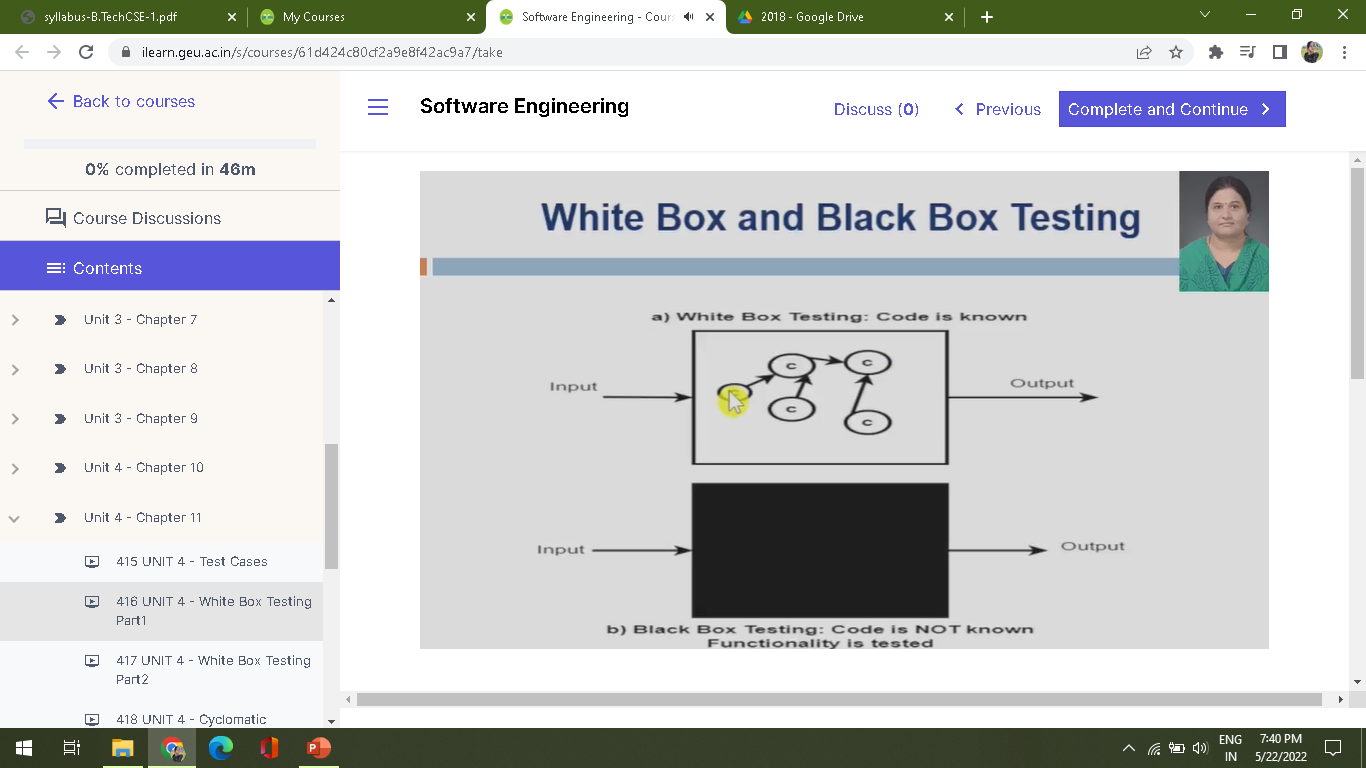 syllabus-B.TechCSE-1.pdf
My Courses
Software Engineering - Cour
2018 - Google Drive
ilearn.geu.ac.in/s/courses/61d424c80cf2a9e8f42ac9a7/take
Back to courses
0% completed in 46m
Course Discussions
Contents
Unit 3 - Chapter 7
Unit 3 - Chapter 8
Unit 3 - Chapter 9
Unit 4 - Chapter 10
Unit 4 - Chapter 11
415 UNIT 4 - Test Cases
416 UNIT 4 - White Box Testing
Part1
417 UNIT 4 - White Box Testing
Part2
418 UNIT 4 - Cyclomatic
Software Engineering
Discuss (0)
Previous
Complete and Continue
White Box and Black Box Testing
a) White Box Testing: Code is known
Input
c
c
c
c
Output
Input
Output
b) Black Box Testing: Code is NOT known
Functionality is tested
ENG
IN
7:40 PM
5/22/2022